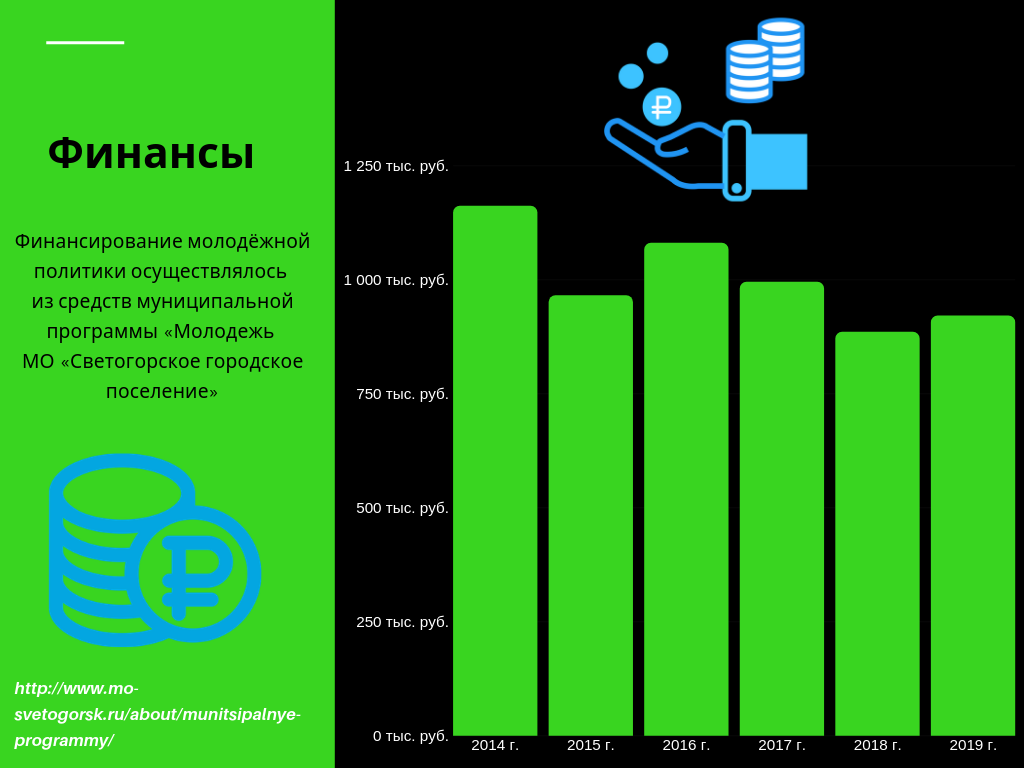 Финансы
Финансирование молодёжной
политики осуществлялось
из средств муниципальной
программы «Молодежь
МО «Светогорское городское
поселение»
http://www.mo-
svetogorsk.ru/about/munitsipalnye-
programmy/
₽
₽
1 250 тыс. руб.
1 000 тыс. руб.
750 тыс. руб.
500 тыс. руб.
250 тыс. руб.
0 тыс. руб.
2014 г. 2015 г. 2016 г. 2017 г. 2018 г. 2019 г.